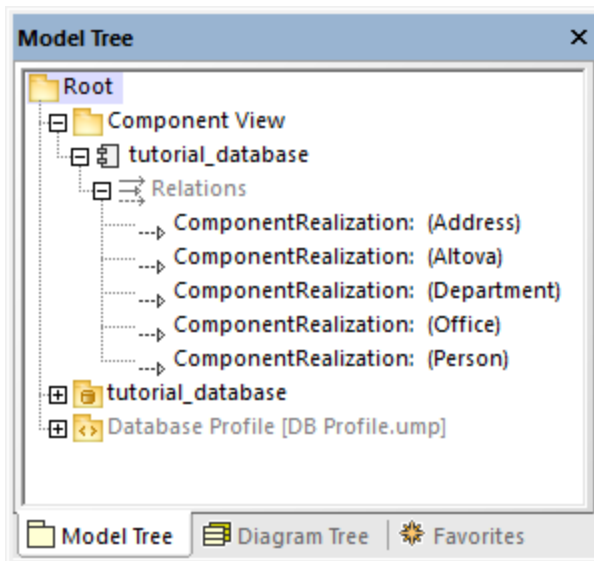 Model Tree
Root
Component View
tutorial_database
Relations
ComponentRealization: (Address)
ComponentRealization: (Altova)
ComponentRealization: (Department)
ComponentRealization: (Office)
ComponentRealization: (Person)
tutorial_database
Database Profile [DB Profile.ump]
Model Tree Diagram Tree Favorites